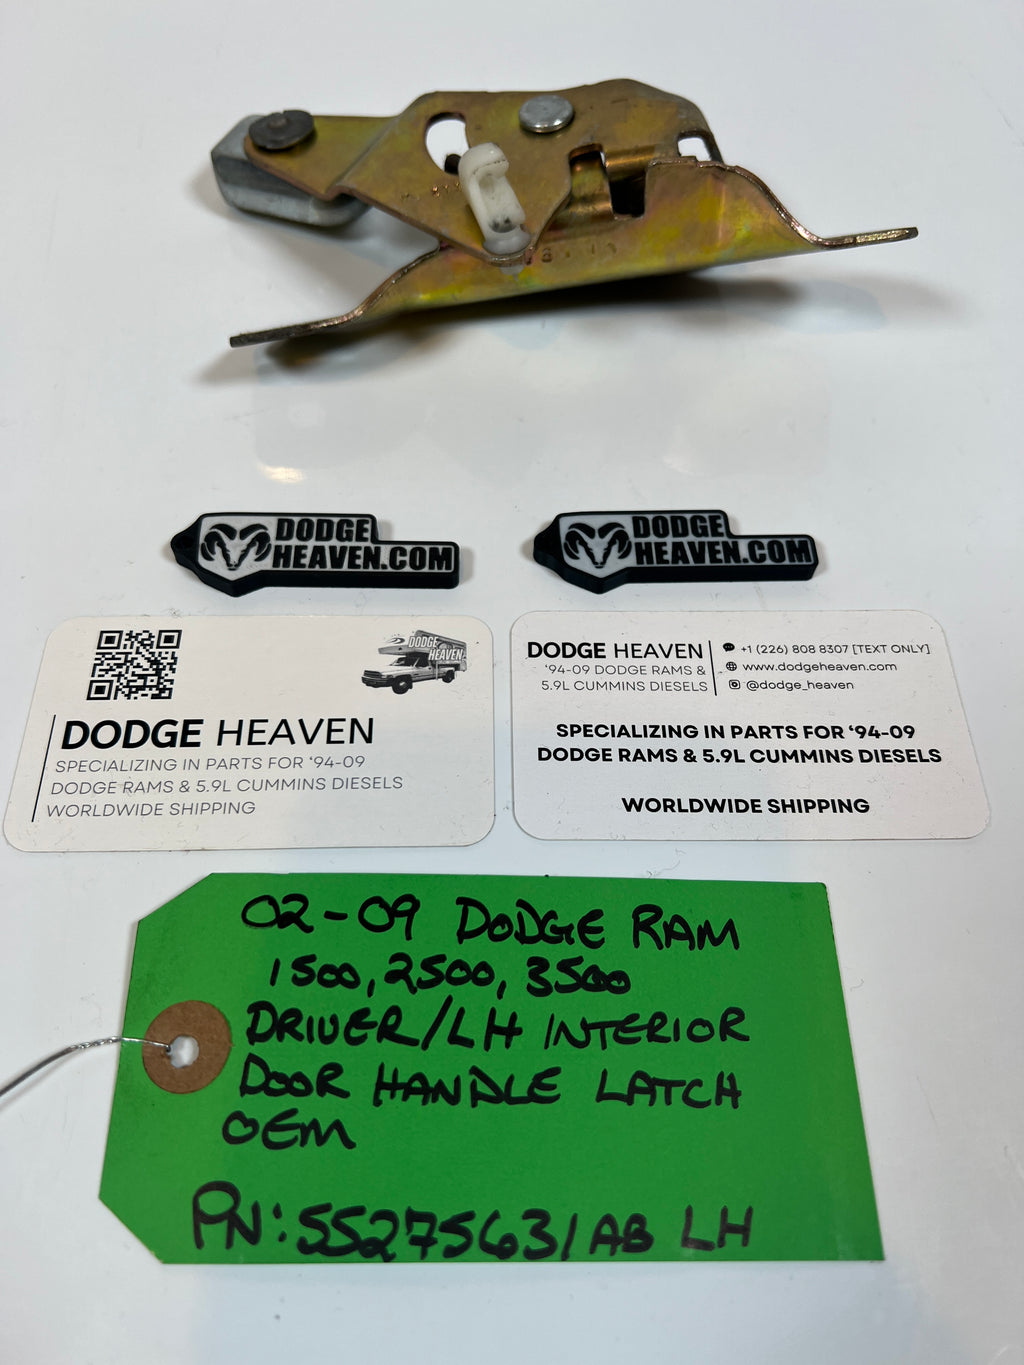 DODGE
HEAVEN.COM
DODGE
HEAVEN.COM
DODGE
HEAVEN
DODGE HEAVEN
SPECIALIZING IN PARTS FOR ‘94-09
DODGE RAMS & 5.9L CUMMINS DIESELS
WORLDWIDE SHIPPING
DODGE HEAVEN
‘94-09 DODGE RAMS &
5.9L CUMMINS DIESELS
+1 (226) 808 8307 [TEXT ONLY]
www.dodgeheaven.com
@dodge_heaven
SPECIALIZING IN PARTS FOR ‘94-09
DODGE RAMS & 5.9L CUMMINS DIESELS
WORLDWIDE SHIPPING
02-09 DODGE RAM
1500, 2500, 3500
DRIVER/LH INTERIOR
DOOR HANDLE LATCH
OEM
PN: 55275631AB LH